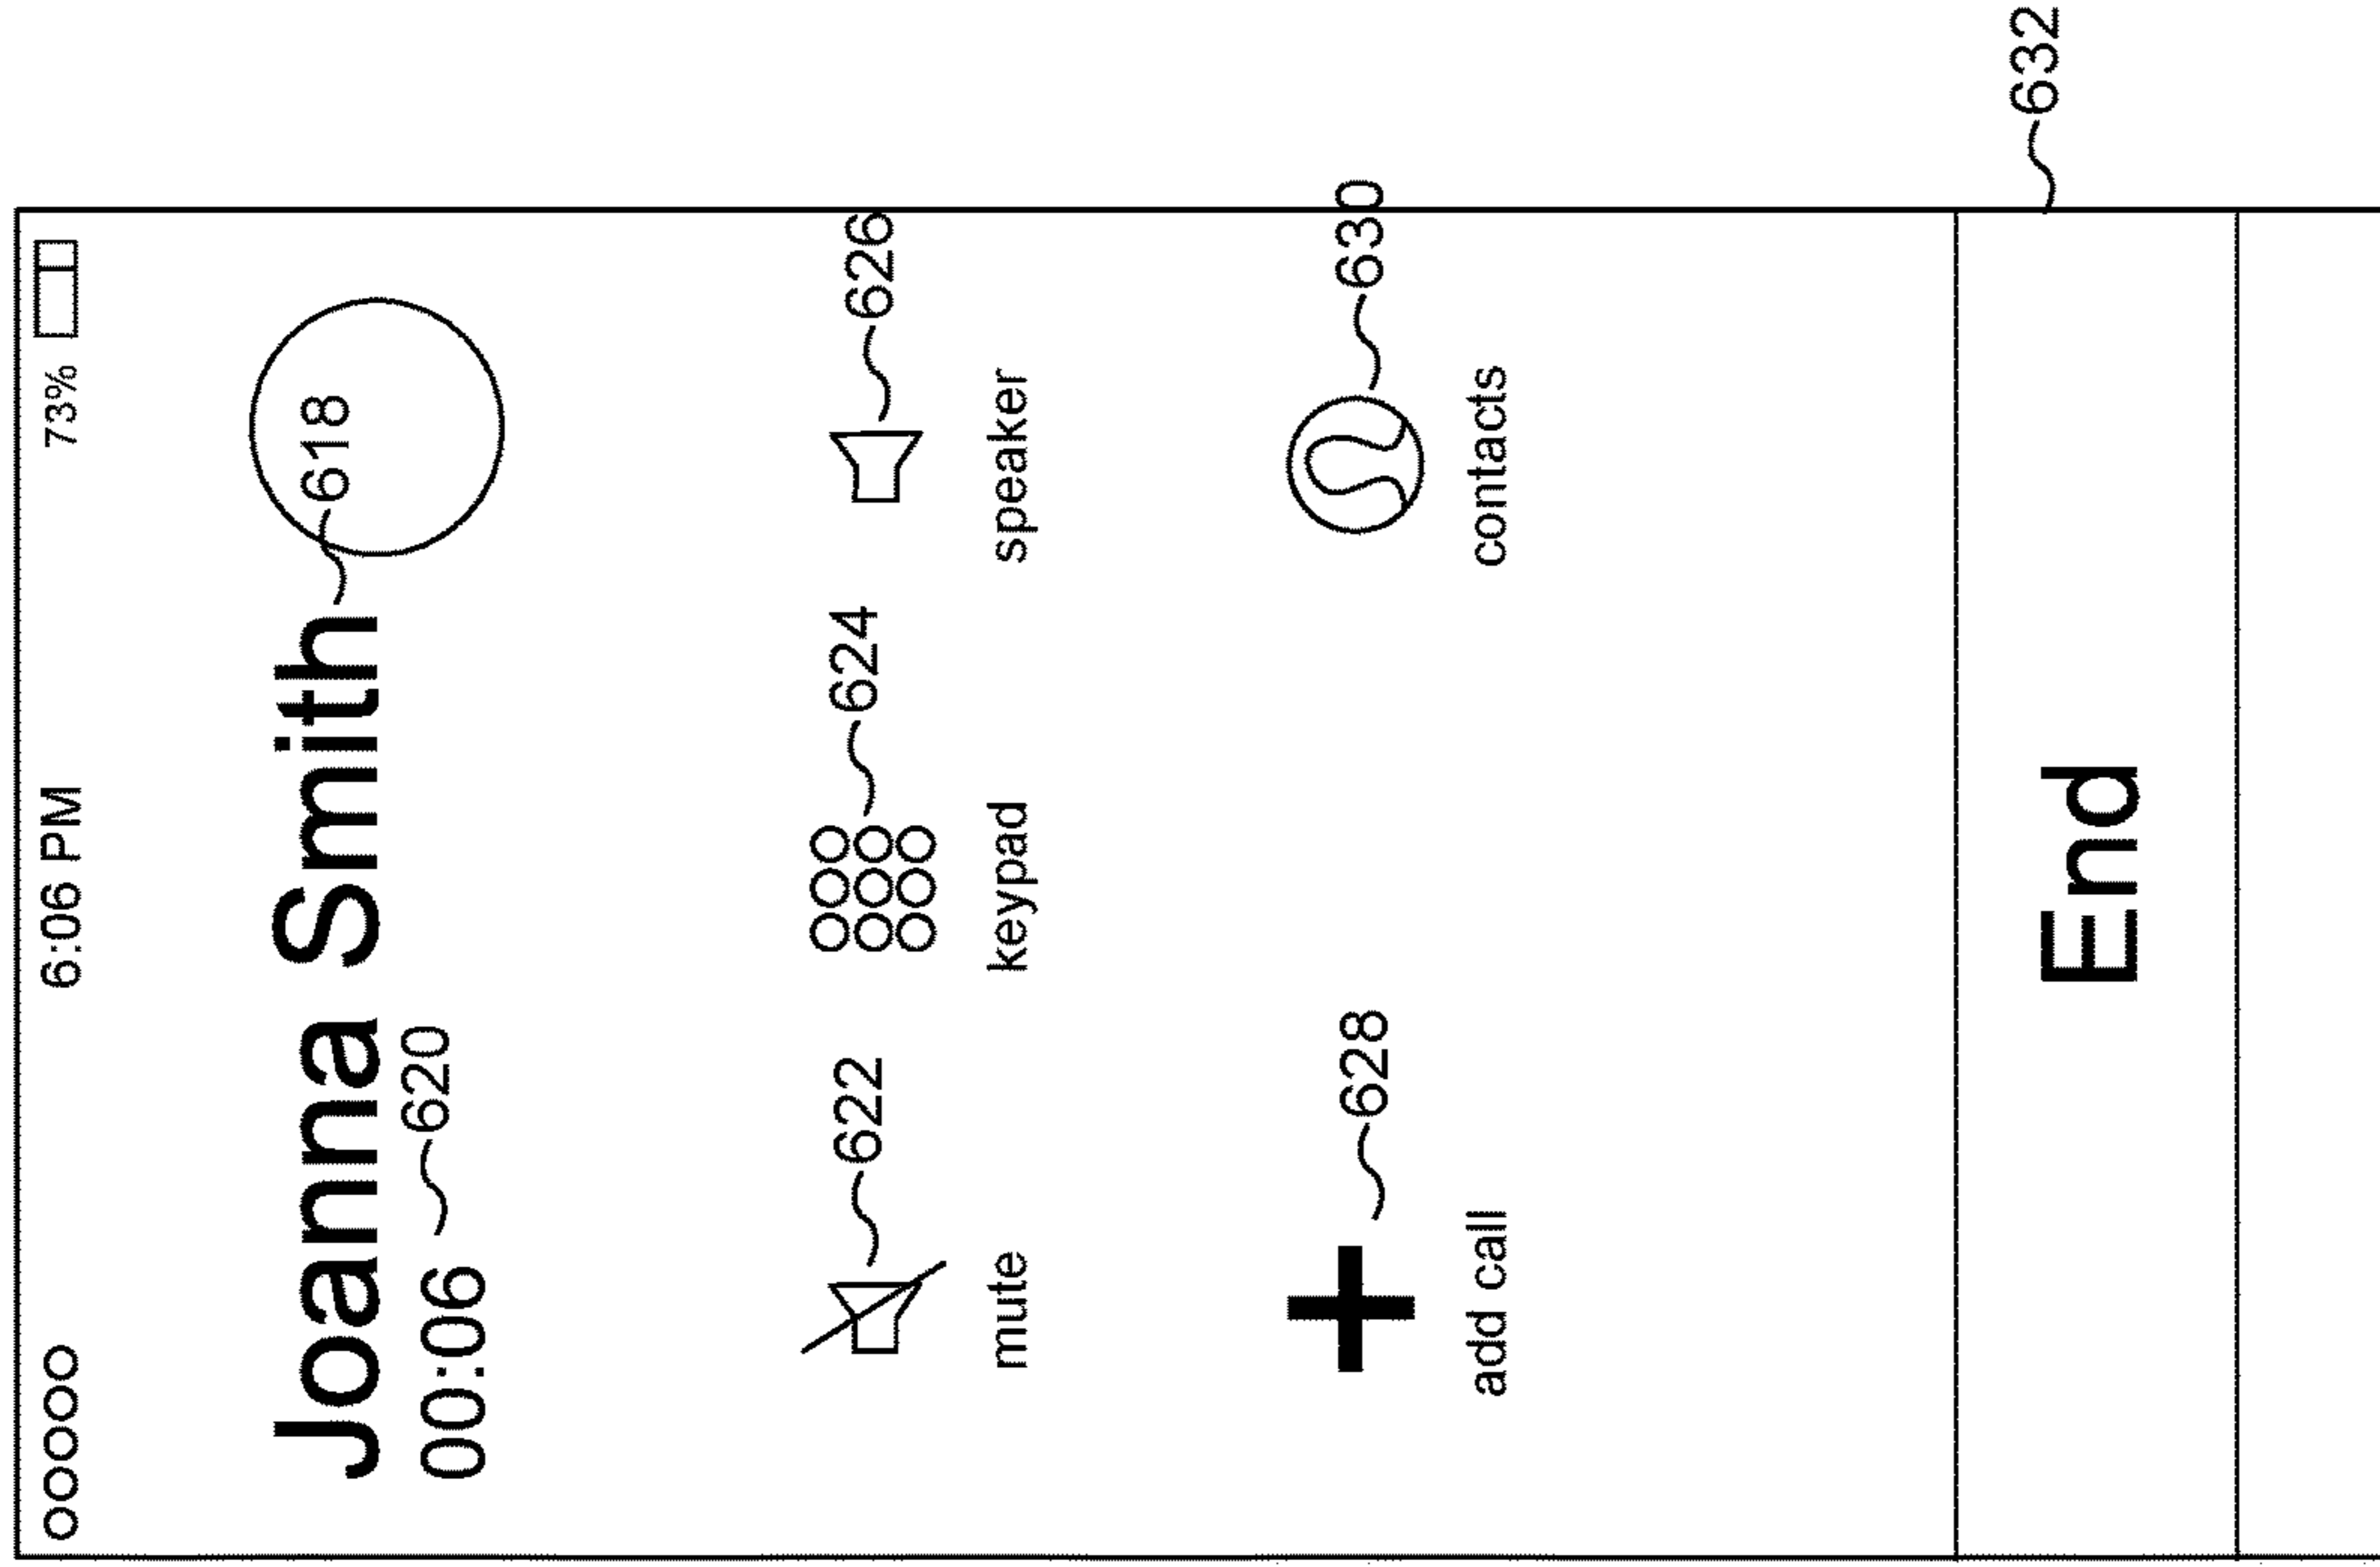 6:06 PM 73%
Joanna Smith 618
00:06 620
622 624 626
mute keypad speaker
628 630
add call contacts
End 632